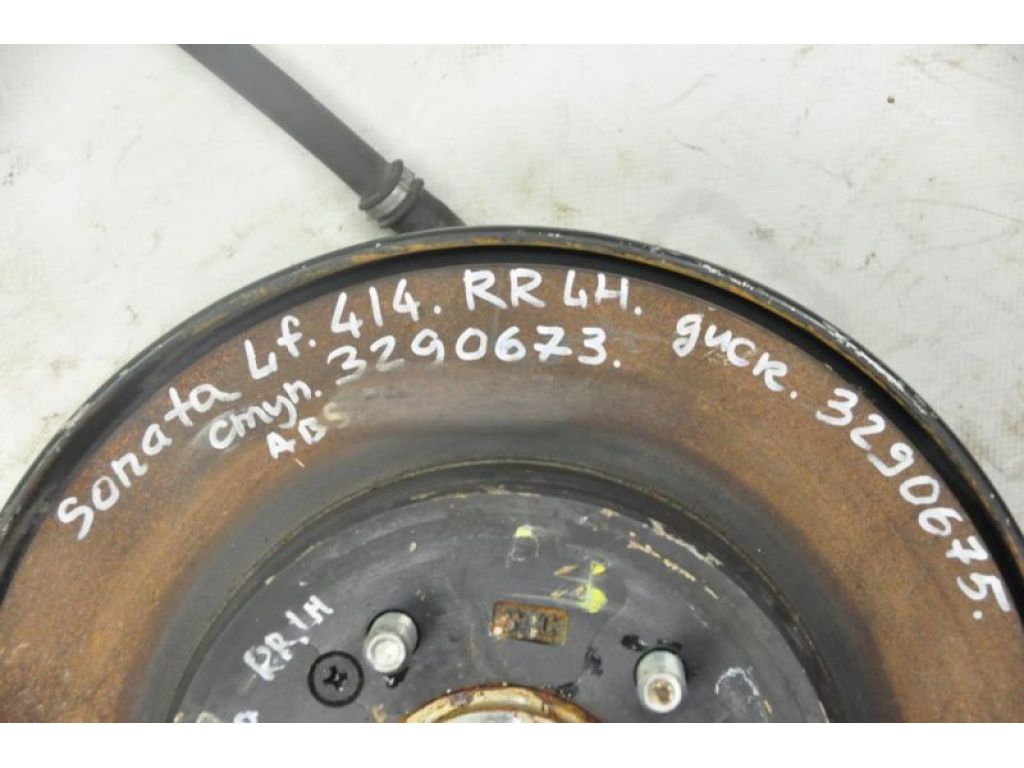 Sonata Lf. 414. RR LH. диск. 3290675.
ступ. 3290673.
ABS
RR, LH